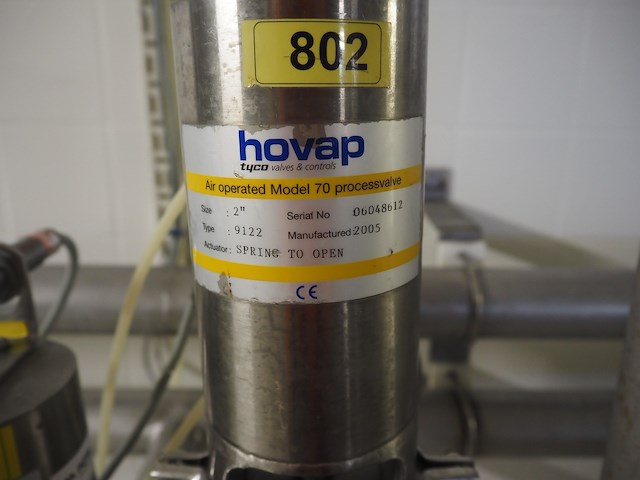 802
hovap
tyco valves & controls
Air operated Model 70 processvalve
Size : 2" Serial No 06048612
Type : 9122 Manufactured: 2005
Actuator: SPRING TO OPEN
CE